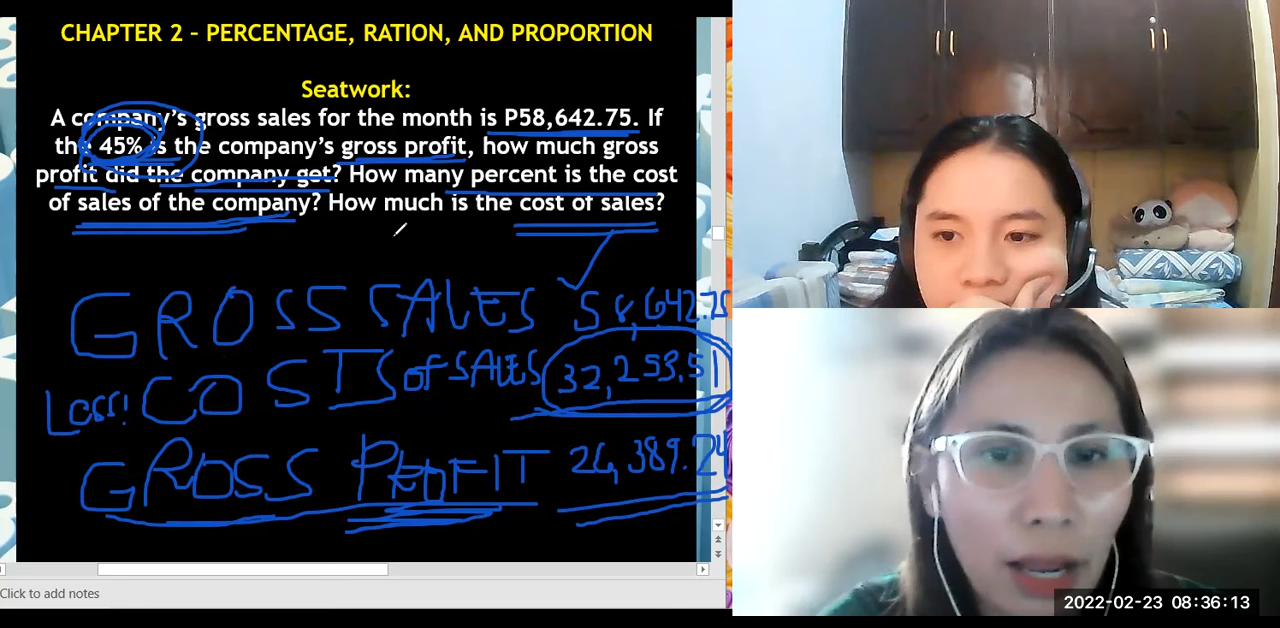 CHAPTER 2 – PERCENTAGE, RATION, AND PROPORTION
Seatwork:
A company's gross sales for the month is P58,642.75. If
the 45% is the company's gross profit, how much gross
profit did the company get? How many percent is the cost
of sales of the company? How much is the cost of sales?
GROSS SALES 58,642.75
Less: COST of SALES 32,253.51
GROSS PROFIT 26,389.24
Click to add notes
2022-02-23 08:36:13